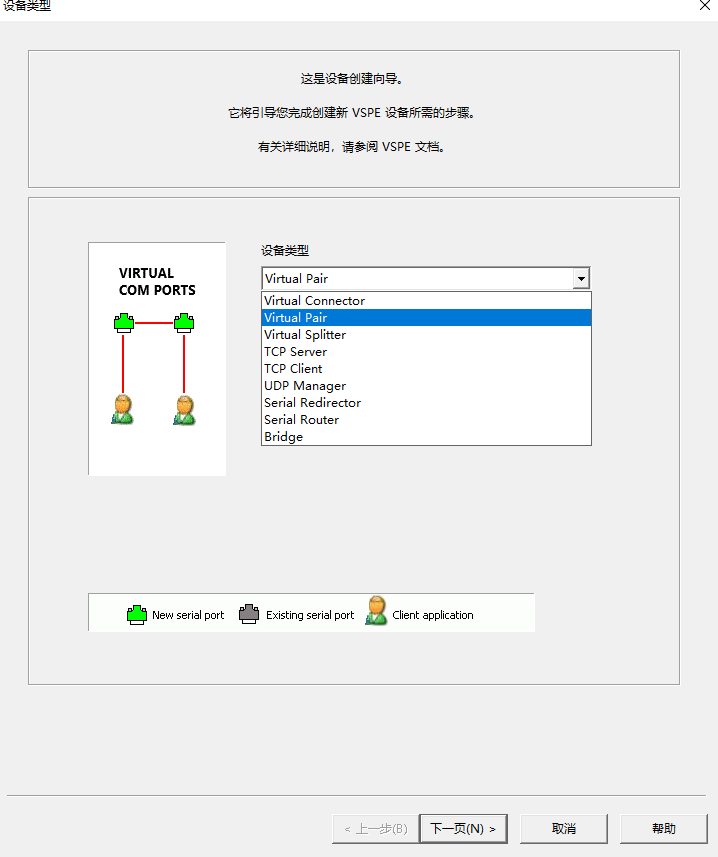 设备类型
这是设备创建向导。
它将引导您完成创建新 VSPE 设备所需的步骤。
有关详细说明，请参阅 VSPE 文档。
VIRTUAL
COM PORTS
设备类型
Virtual Pair
Virtual Connector
Virtual Pair
Virtual Splitter
TCP Server
TCP Client
UDP Manager
Serial Redirector
Serial Router
Bridge
New serial port Existing serial port Client application
< 上一步(B) 下一页(N) > 取消 帮助